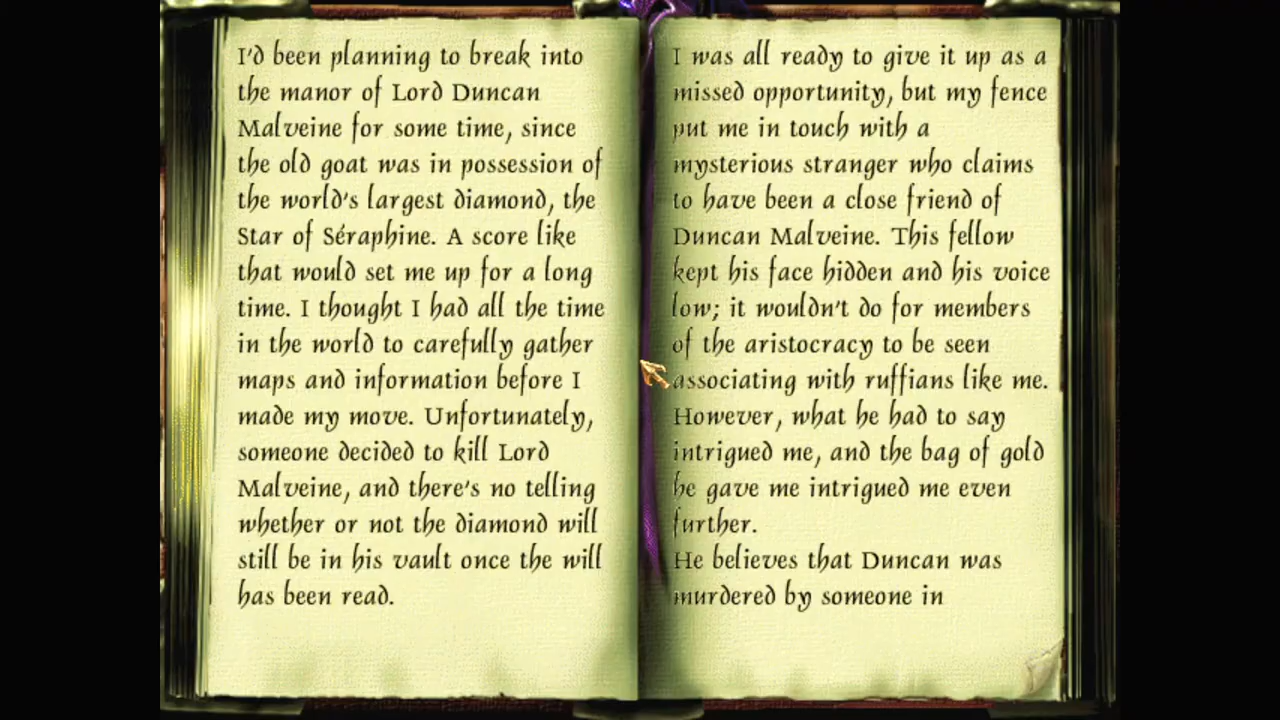 I'd been planning to break into
the manor of Lord Duncan
Malveine for some time, since
the old goat was in possession of
the world's largest diamond, the
Star of Séraphine. A score like
that would set me up for a long
time. I thought I had all the time
in the world to carefully gather
maps and information before I
made my move. Unfortunately,
someone decided to kill Lord
Malveine, and there's no telling
whether or not the diamond will
still be in his vault once the will
has been read.
I was all ready to give it up as a
missed opportunity, but my fence
put me in touch with a
mysterious stranger who claims
to have been a close friend of
Duncan Malveine. This fellow
kept his face hidden and his voice
low; it wouldn't do for members
of the aristocracy to be seen
associating with ruffians like me.
However, what he had to say
intrigued me, and the bag of gold
he gave me intrigued me even
further.
He believes that Duncan was
murdered by someone in